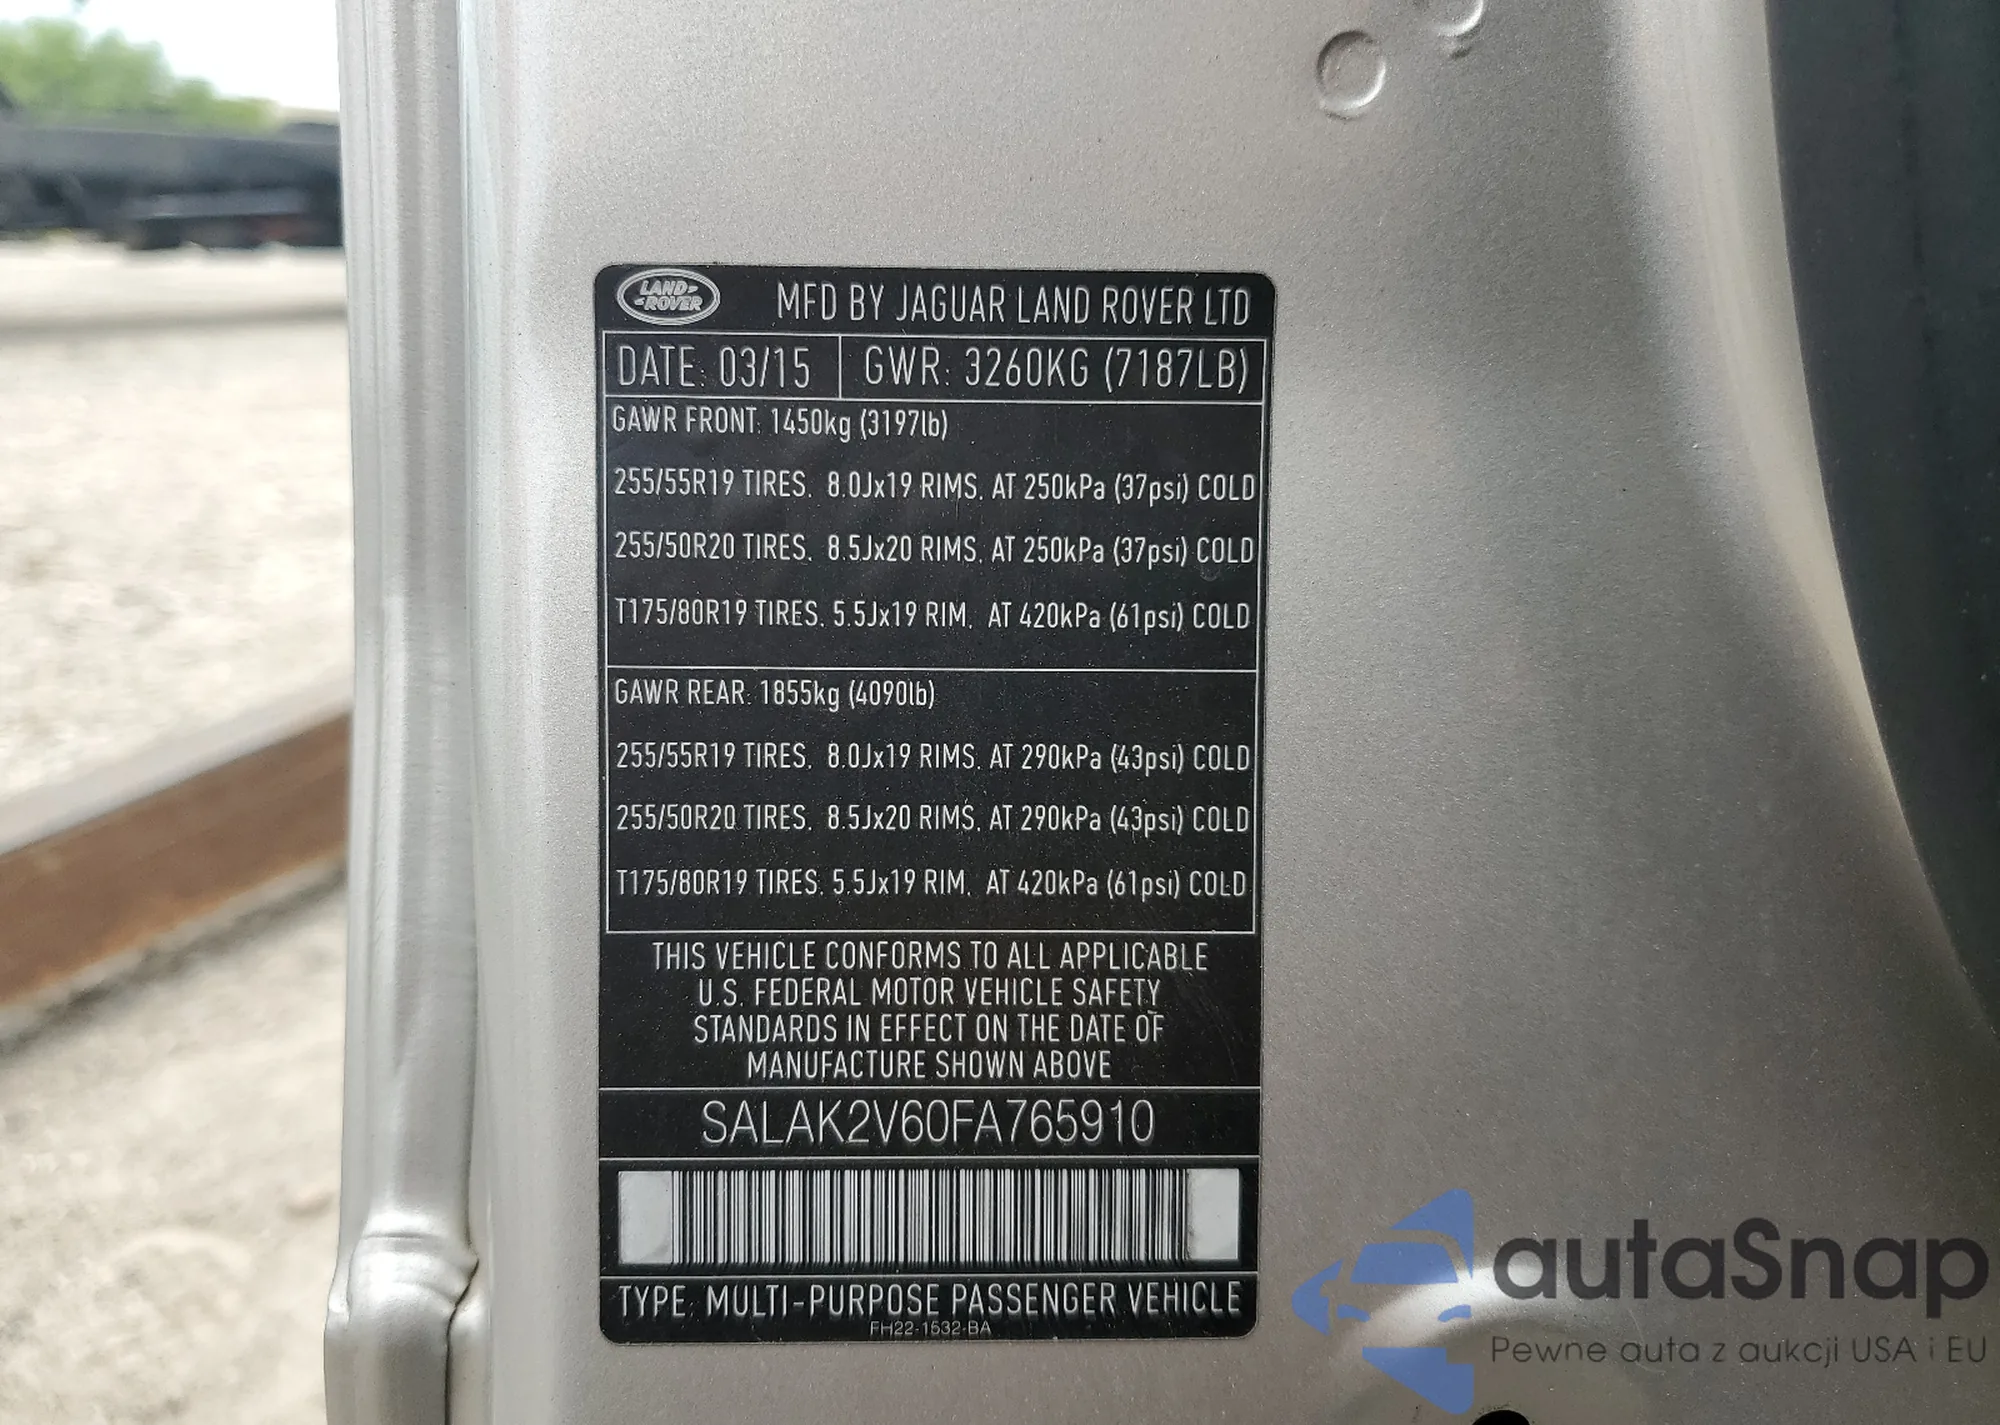 LAND-
-ROVER
MFD BY JAGUAR LAND ROVER LTD
DATE: 03/15 GWR: 3260KG (7187LB)
GAWR FRONT: 1450kg (3197lb)
255/55R19 TIRES, 8.0Jx19 RIMS, AT 250kPa (37psi) COLD
255/50R20 TIRES, 8.5Jx20 RIMS, AT 250kPa (37psi) COLD
T175/80R19 TIRES, 5.5Jx19 RIM, AT 420kPa (61psi) COLD
GAWR REAR: 1855kg (4090lb)
255/55R19 TIRES, 8.0Jx19 RIMS, AT 290kPa (43psi) COLD
255/50R20 TIRES, 8.5Jx20 RIMS, AT 290kPa (43psi) COLD
T175/80R19 TIRES, 5.5Jx19 RIM, AT 420kPa (61psi) COLD
THIS VEHICLE CONFORMS TO ALL APPLICABLE
U.S. FEDERAL MOTOR VEHICLE SAFETY
STANDARDS IN EFFECT ON THE DATE OF
MANUFACTURE SHOWN ABOVE
SALAK2V60FA765910
TYPE: MULTI-PURPOSE PASSENGER VEHICLE
FH22-1532-BA
autaSnap
Pewne auta z aukcji USA i EU